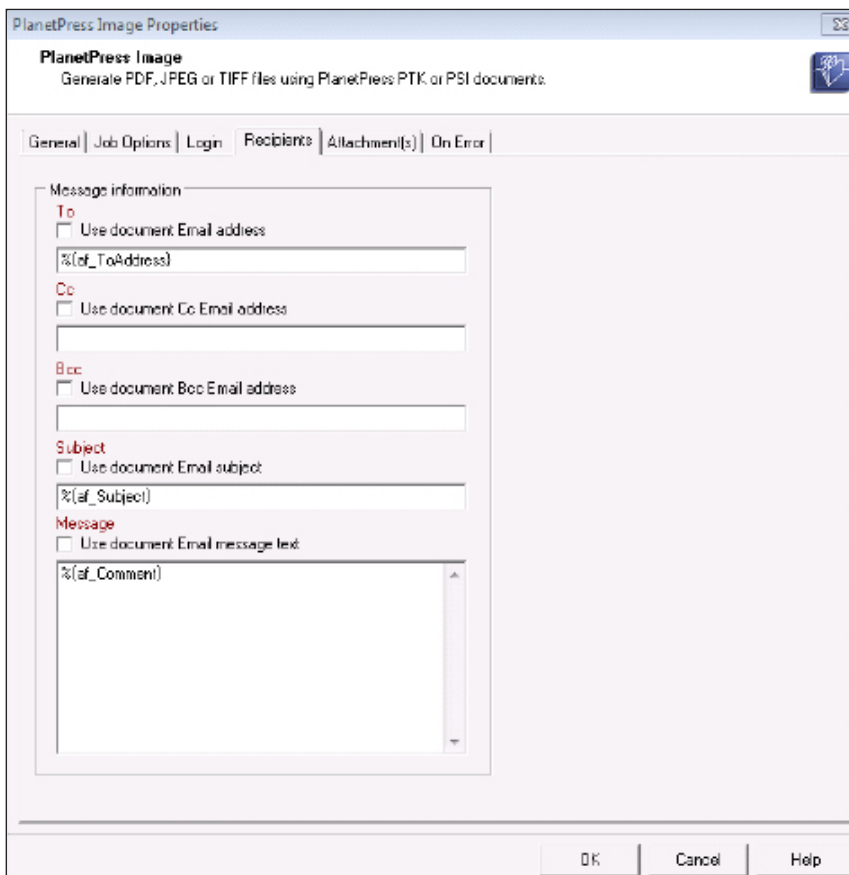 PlanetPress Image Properties
PlanetPress Image
Generate PDF, JPEG or TIFF files using PlanetPress PTK or PSI documents.
General Job Options Login Recipients Attachment(s) On Error
Message information
To
Use document Email address
%{af_ToAddress}
Cc
Use document Cc Email address
Bcc
Use document Bcc Email address
Subject
Use document Email subject
%{af_Subject}
Message
Use document Email message text
%{af_Comment}
OK Cancel Help